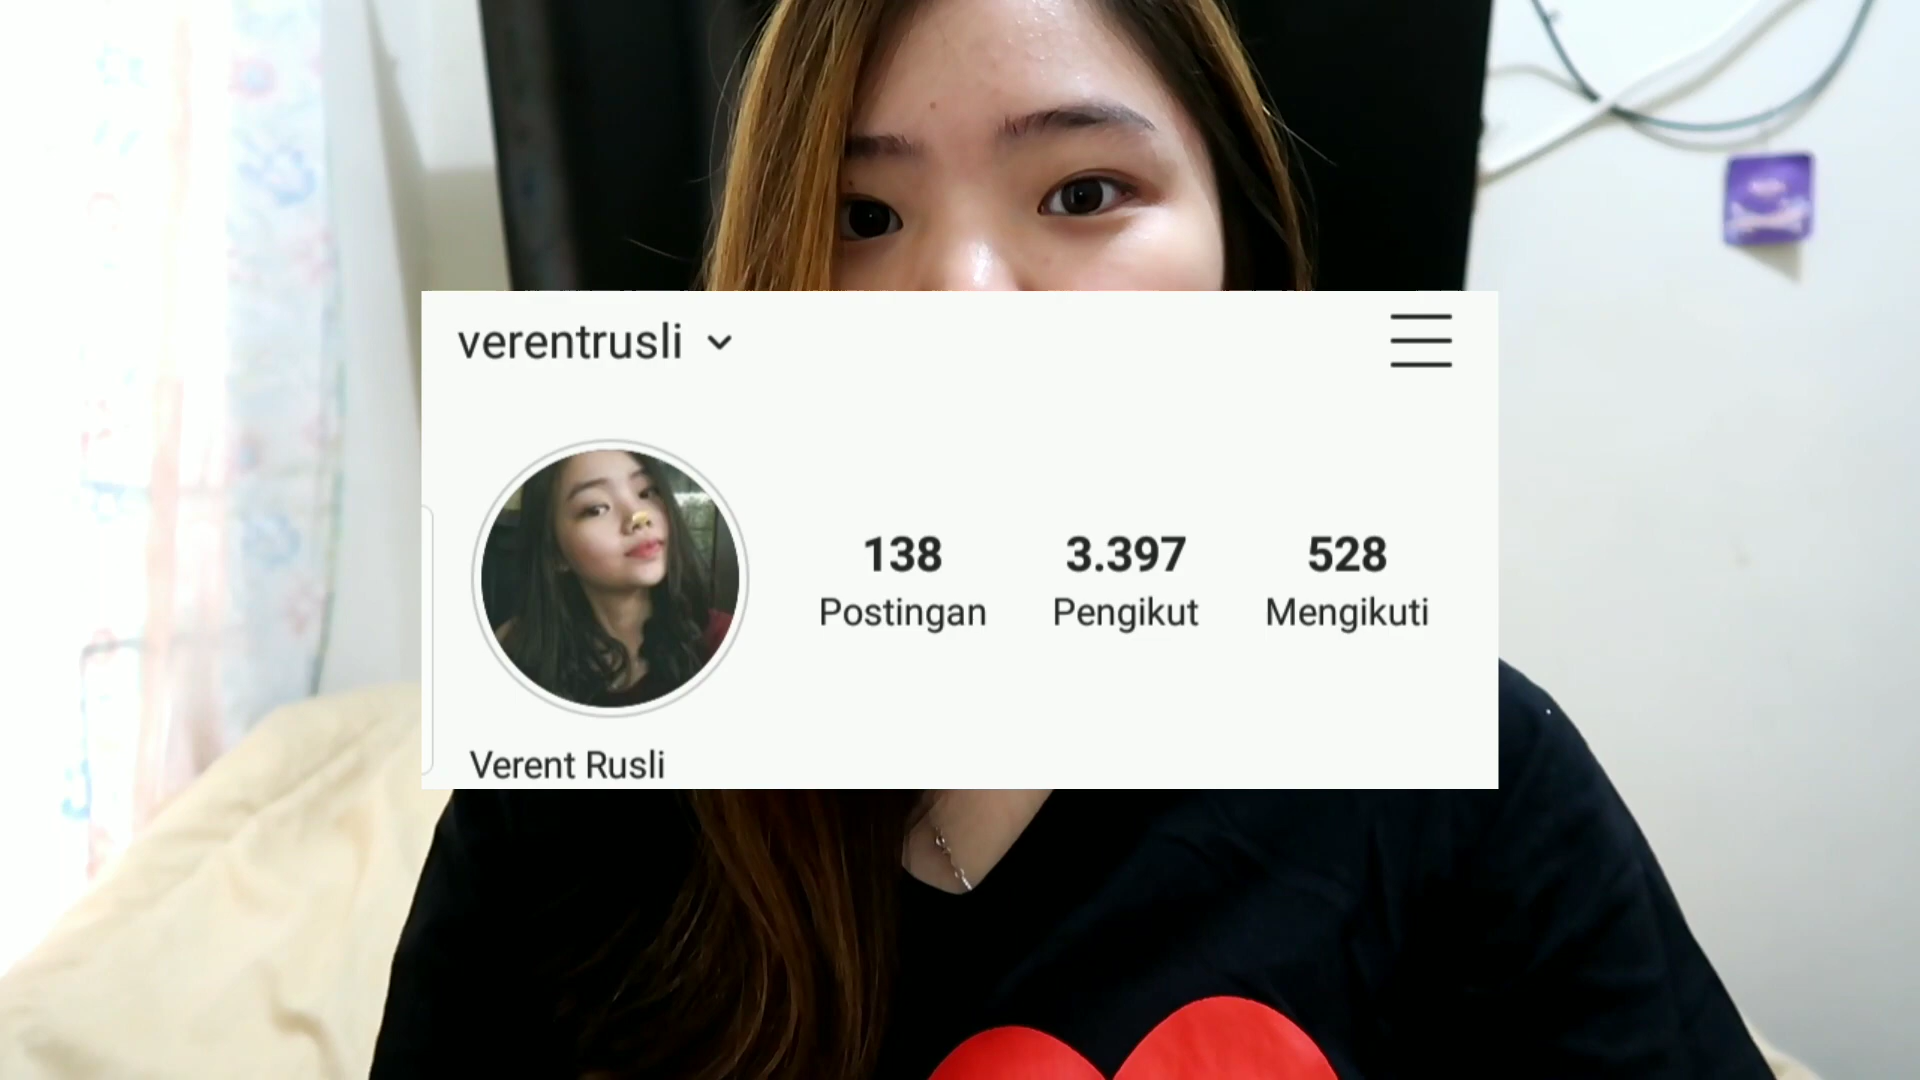 verentrusli
138 3.397 528
Postingan Pengikut Mengikuti
Verent Rusli